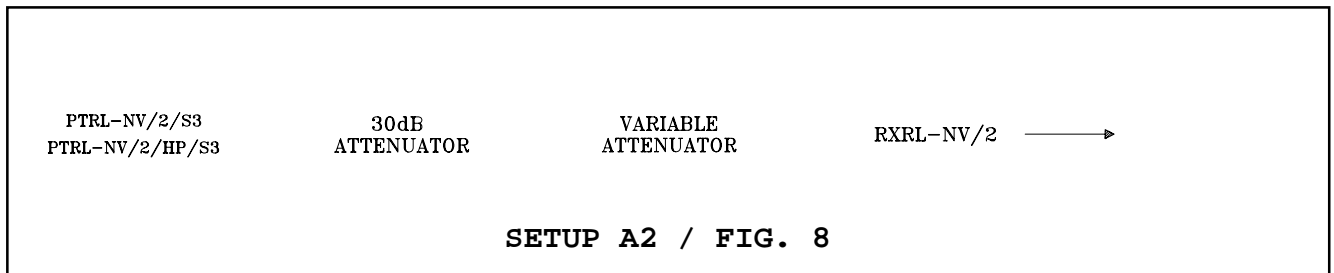 PTRL-NV/2/S3
PTRL-NV/2/HP/S3
30dB
ATTENUATOR
VARIABLE
ATTENUATOR
RXRL-NV/2
SETUP A2 / FIG. 8